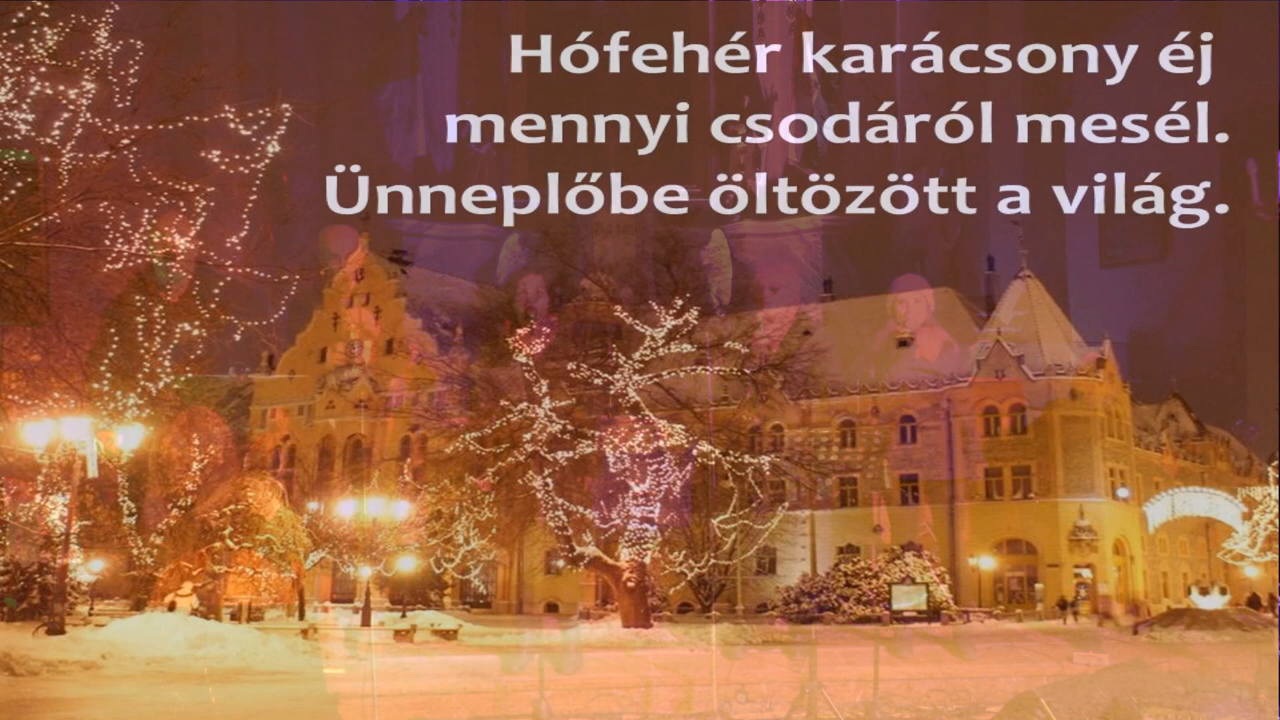 Hófehér karácsony éj
mennyi csodáról mesél.
Ünneplőbe öltözött a világ.